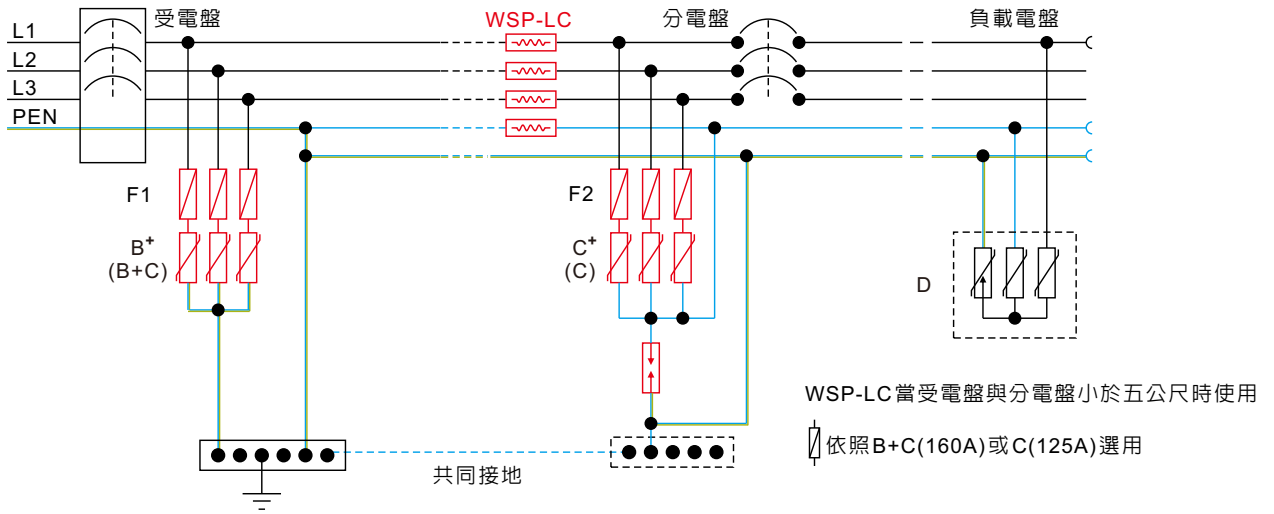 受電盤
WSP-LC
分電盤
負載電盤
L1
L2
L3
PEN
F1
F2
B+
(B+C)
C+
(C)
D
WSP-LC當受電盤與分電盤小於五公尺時使用
依照B+C(160A)或C(125A)選用
共同接地